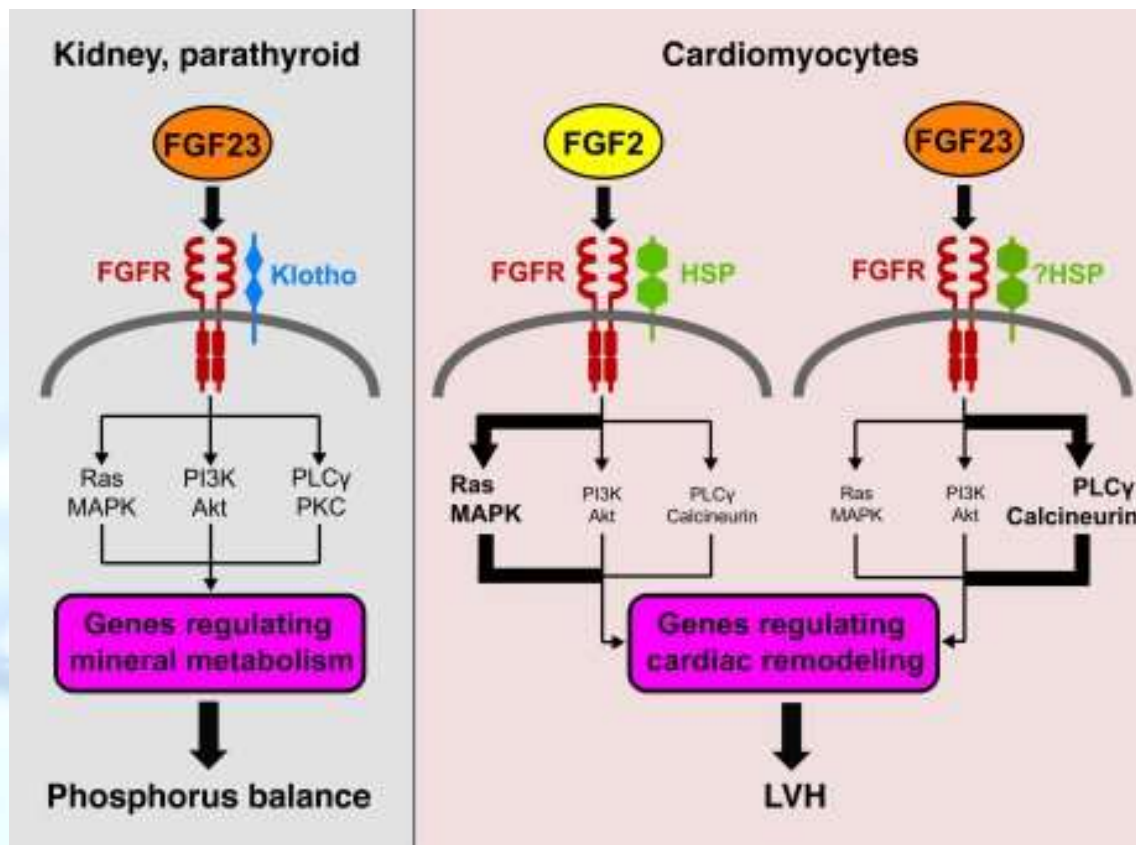 Kidney, parathyroid
FGF23
FGFR
Klotho
Ras
MAPK
PI3K
Akt
PLCγ
PKC
Genes regulating
mineral metabolism
Phosphorus balance
Cardiomyocytes
FGF2
FGFR
HSP
Ras
MAPK
PI3K
Akt
PLCγ
Calcineurin
FGF23
FGFR
?HSP
Ras
MAPK
PI3K
Akt
PLCγ
Calcineurin
Genes regulating
cardiac remodeling
LVH